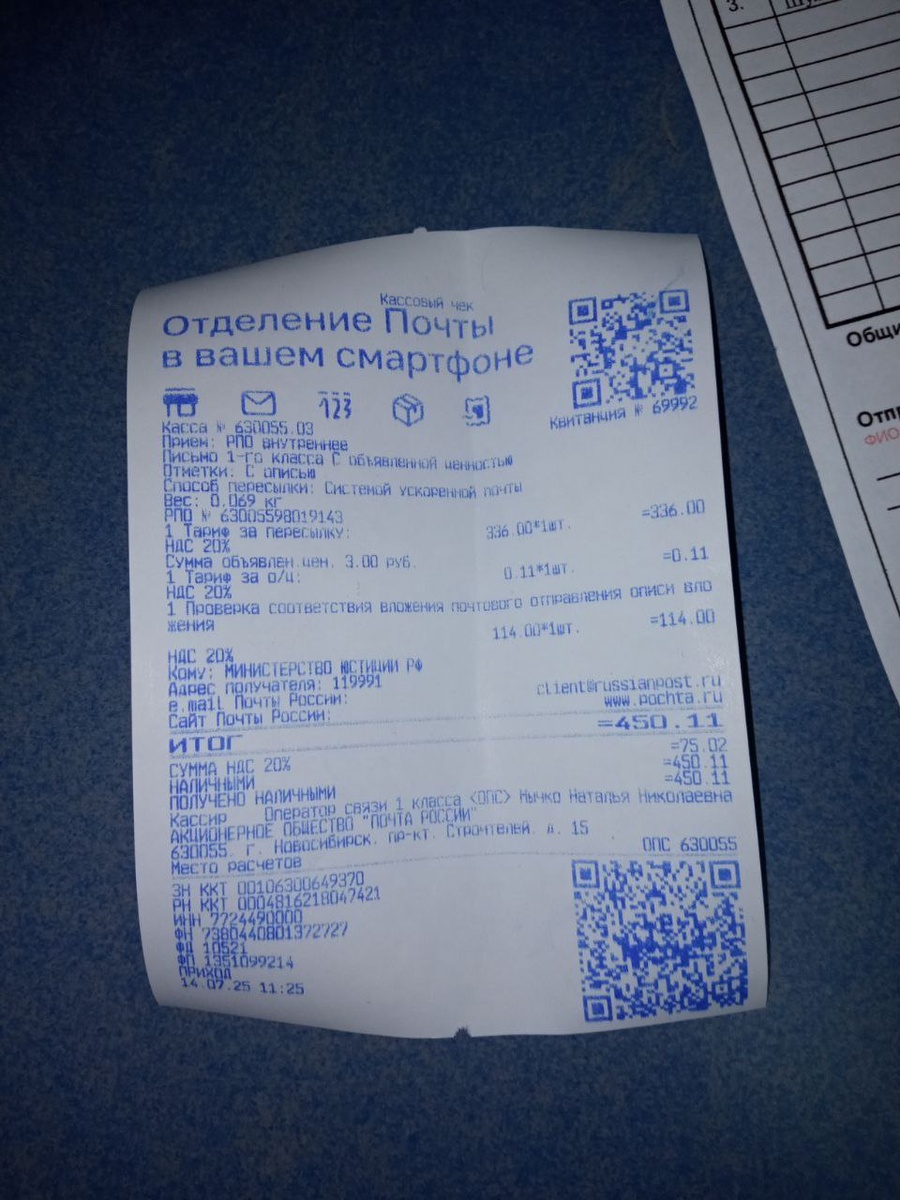 Кассовый чек
Отделение Почты
в вашем смартфоне
123
Квитанция № 69992
Касса № 630055.03
Прием: РПО внутреннее
Письмо 1-го класса С объявленной ценностью
Отметки: С описью
Способ пересылки: Системой ускоренной почты
Вес: 0.069 кг
РПО № 63005598019143
1 Тариф за пересылку: 336.00*1шт. =336.00
НДС 20%
Сумма объявлен.цен. 3.00 руб.
1 Тариф за о/ц: 0.11*1шт. =0.11
НДС 20%
1 Проверка соответствия вложения почтового отправления описи вло
жения
114.00*1шт. =114.00
НДС 20%
Кому: МИНИСТЕРСТВО ЮСТИЦИИ РФ
Адрес получателя: 119991
e.mail Почты России: client@russianpost.ru
Сайт Почты России: www.pochta.ru
ИТОГ =450.11
СУММА НДС 20% =75.02
НАЛИЧНЫМИ =450.11
ПОЛУЧЕНО НАЛИЧНЫМИ =450.11
Кассир Оператор связи 1 класса <ОПС> Нычко Наталья Николаевна
АКЦИОНЕРНОЕ ОБЩЕСТВО "ПОЧТА РОССИИ"
630055, г. Новосибирск, пр-кт. Строителей, д. 15
Место расчетов ОПС 630055
ЗН ККТ 00106300649370
РН ККТ 0004816218047421
ИНН 7724490000
ФН 7380440801372727
ФД 10521
ФП 1351099214
ПРИХОД
14.07.25 11:25
3.
Общи
Отпр
ФИО